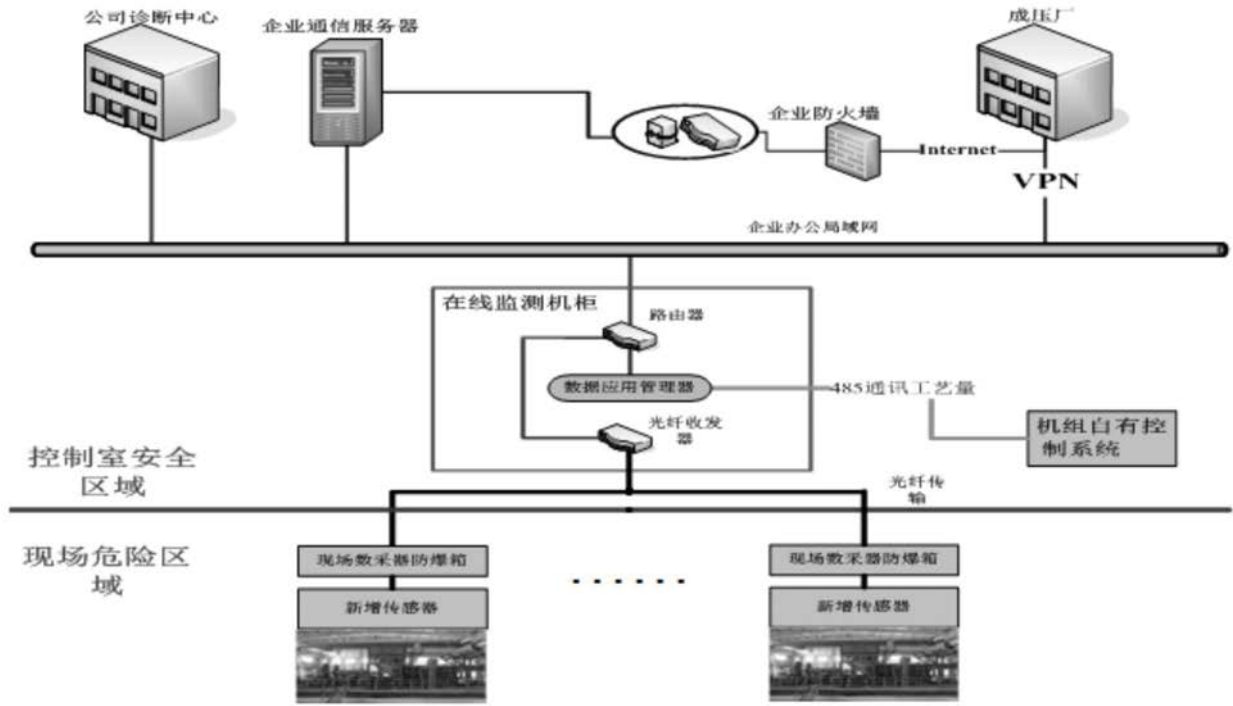 公司诊断中心
企业通信服务器
成压厂
企业防火墙
Internet
VPN
企业办公局域网
在线监测机柜
路由器
数据应用管理器
485通讯工艺量
光纤收发
器
机组自有控
制系统
控制室安全
区域
光纤传
输
现场危险区
域
现场数采器防爆箱
现场数采器防爆箱
......
新增传感器
新增传感器